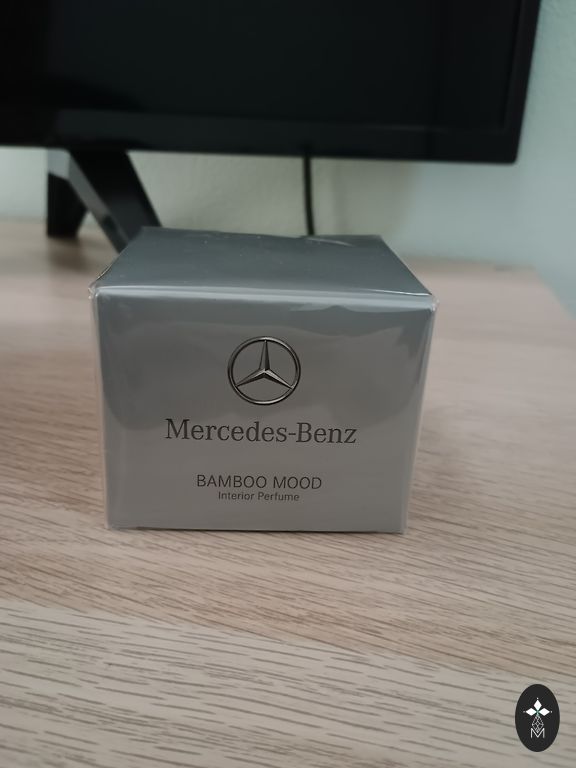 Mercedes-Benz
BAMBOO MOOD
Interior Perfume
M